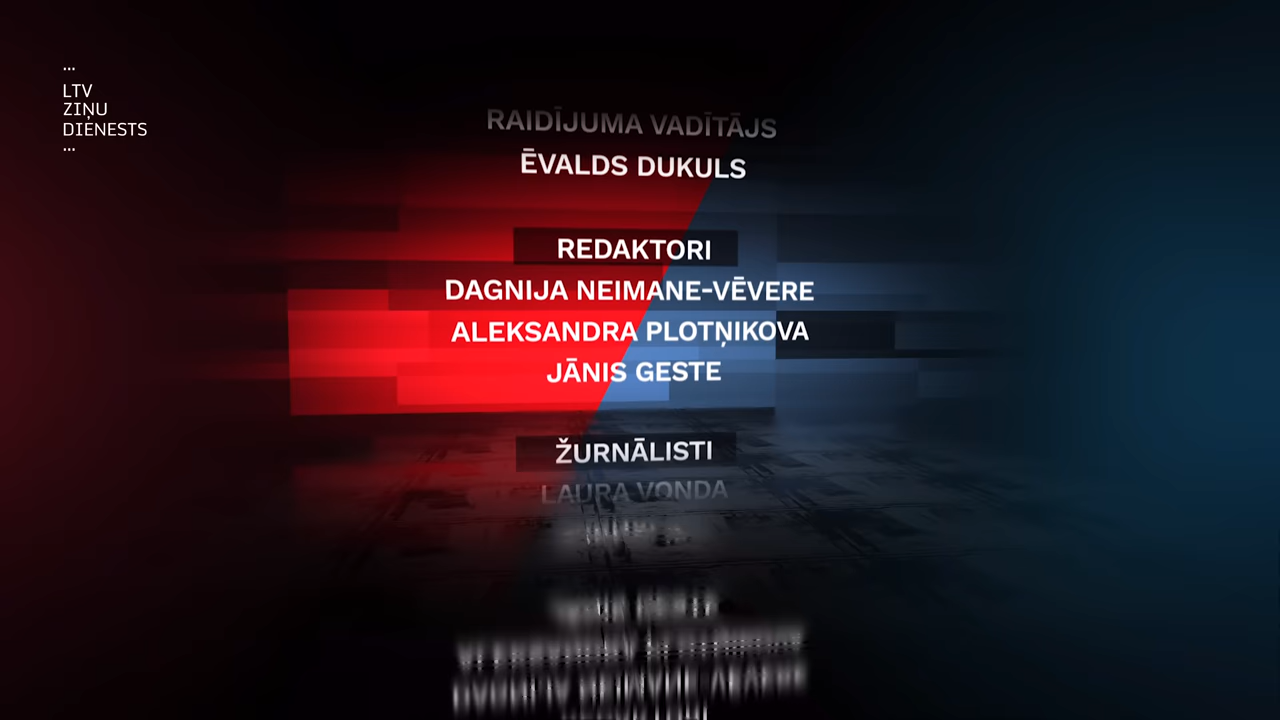 LTV
ZIŅU
DIENESTS
RAIDĪJUMA VADĪTĀJS
ĒVALDS DUKULS
REDAKTORI
DAGNIJA NEIMANE-VĒVERE
ALEKSANDRA PLOTŅIKOVA
JĀNIS GESTE
ŽURNĀLISTI
LAURA VONDA